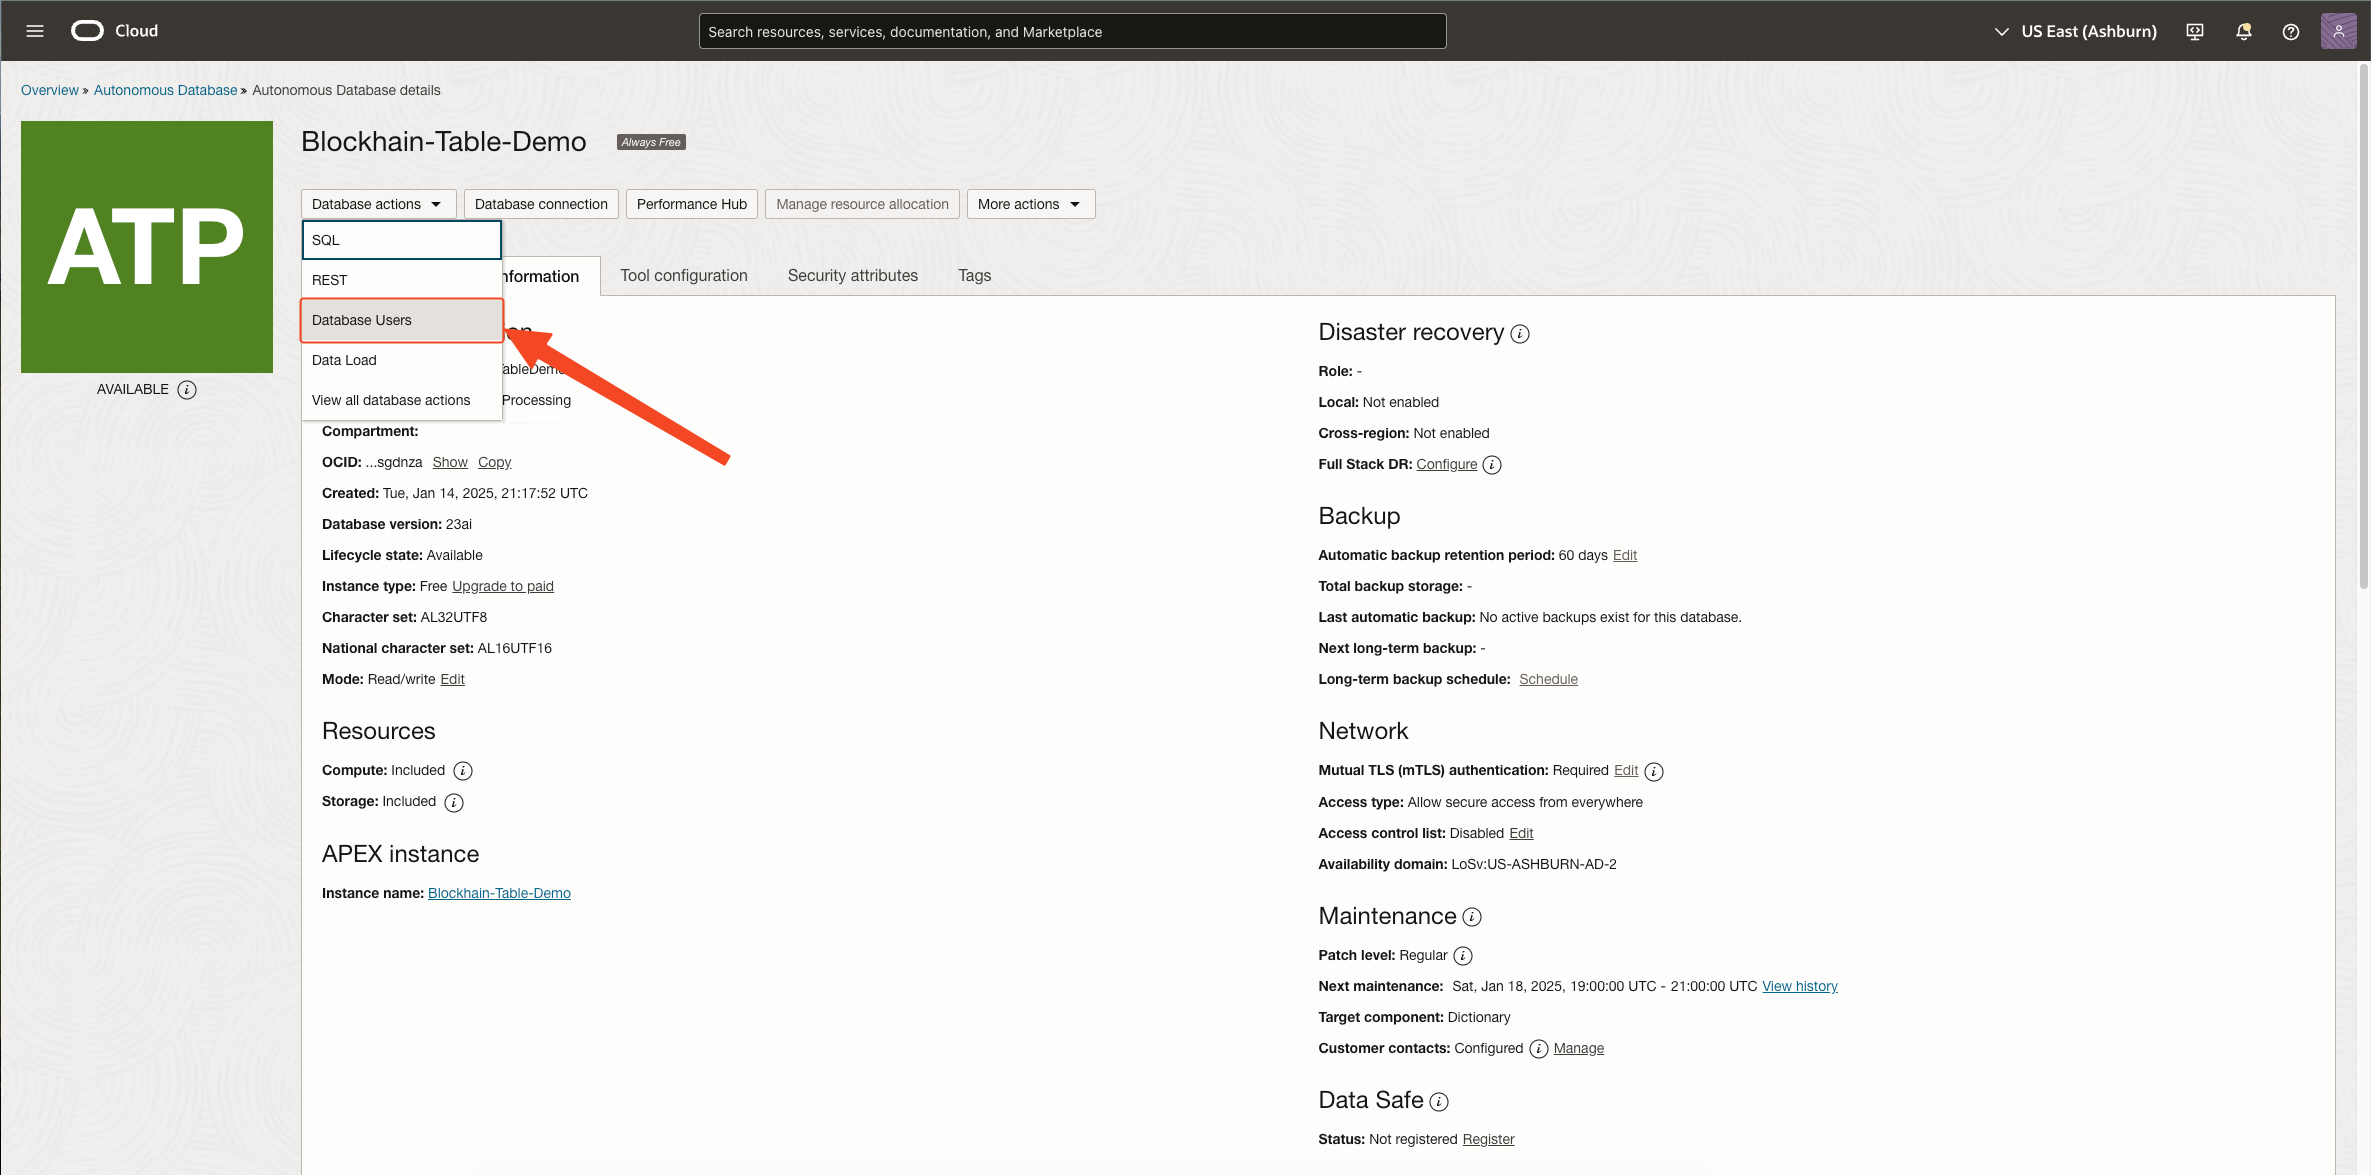 Cloud
Search resources, services, documentation, and Marketplace
US East (Ashburn)
Overview » Autonomous Database » Autonomous Database details
ATP
AVAILABLE
Blockhain-Table-Demo
Always Free
Database actions
Database connection
Performance Hub
Manage resource allocation
More actions
SQL
REST
Database Users
Data Load
View all database actions
Tool configuration
Security attributes
Tags
Processing
Compartment:
OCID: ...sgdnza Show Copy
Created: Tue, Jan 14, 2025, 21:17:52 UTC
Database version: 23ai
Lifecycle state: Available
Instance type: Free Upgrade to paid
Character set: AL32UTF8
National character set: AL16UTF16
Mode: Read/write Edit
Resources
Compute: Included
Storage: Included
APEX instance
Instance name: Blockhain-Table-Demo
Disaster recovery
Role: -
Local: Not enabled
Cross-region: Not enabled
Full Stack DR: Configure
Backup
Automatic backup retention period: 60 days Edit
Total backup storage: -
Last automatic backup: No active backups exist for this database.
Next long-term backup: -
Long-term backup schedule: Schedule
Network
Mutual TLS (mTLS) authentication: Required Edit
Access type: Allow secure access from everywhere
Access control list: Disabled Edit
Availability domain: LoSv:US-ASHBURN-AD-2
Maintenance
Patch level: Regular
Next maintenance: Sat, Jan 18, 2025, 19:00:00 UTC - 21:00:00 UTC View history
Target component: Dictionary
Customer contacts: Configured Manage
Data Safe
Status: Not registered Register